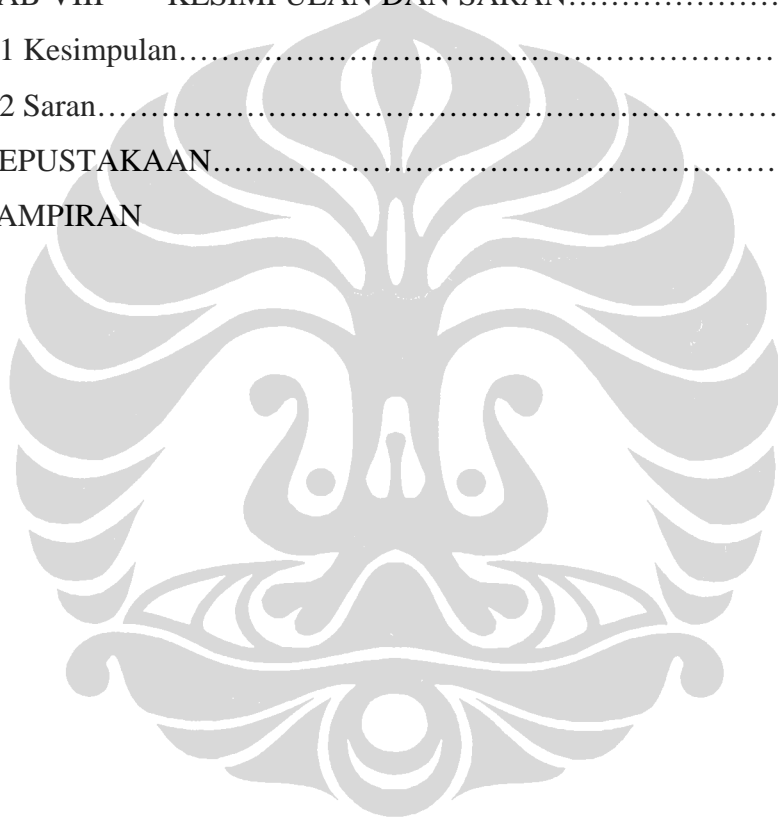 AB VIII KESIMPULAN DAN SARAN……………………
1 Kesimpulan……………………………………………………….
2 Saran………………………………………………………………….
EPUSTAKAAN…………………………………………………….
AMPIRAN